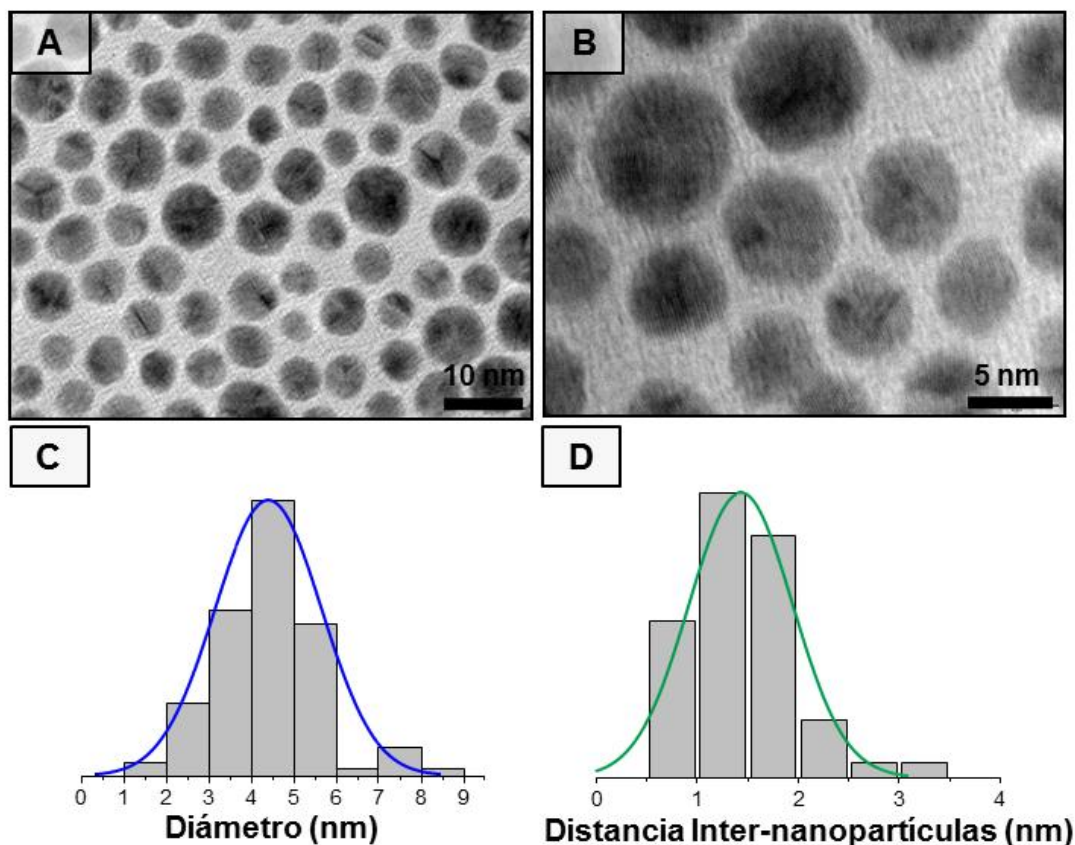 A
B
10 nm
5 nm
C
D
0 1 2 3 4 5 6 7 8 9
Diámetro (nm)
0 1 2 3 4
Distancia Inter-nanopartículas (nm)